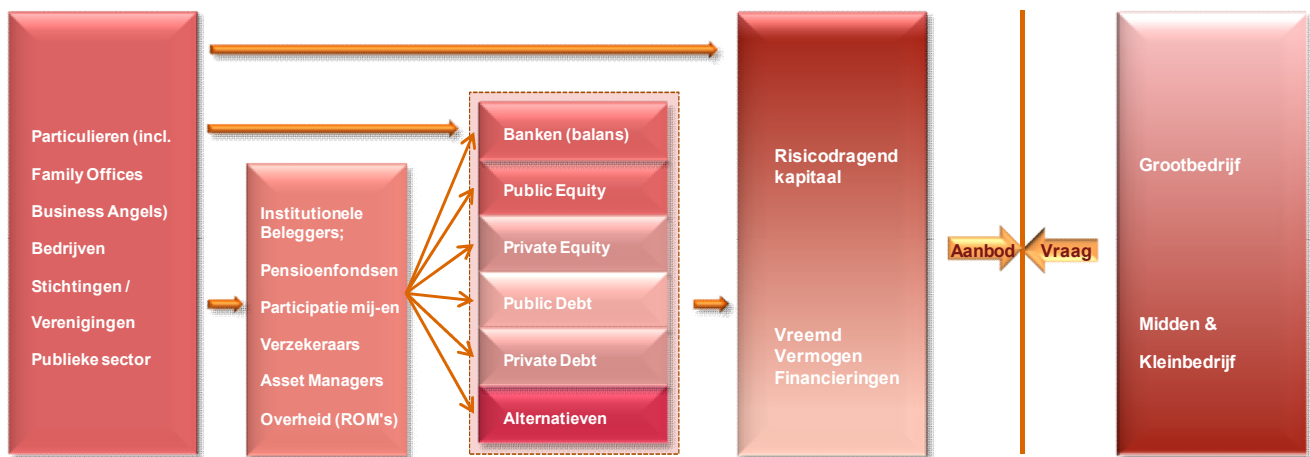 Particulieren (incl.
Family Offices
Business Angels)
Bedrijven
Stichtingen /
Verenigingen
Publieke sector
Institutionele
Beleggers;
Pensioenfondsen
Participatie mij-en
Verzekeraars
Asset Managers
Overheid (ROM's)
Banken (balans)
Public Equity
Private Equity
Public Debt
Private Debt
Alternatieven
Risicodragend
kapitaal
Vreemd
Vermogen
Financieringen
Aanbod
Vraag
Grootbedrijf
Midden &
Kleinbedrijf